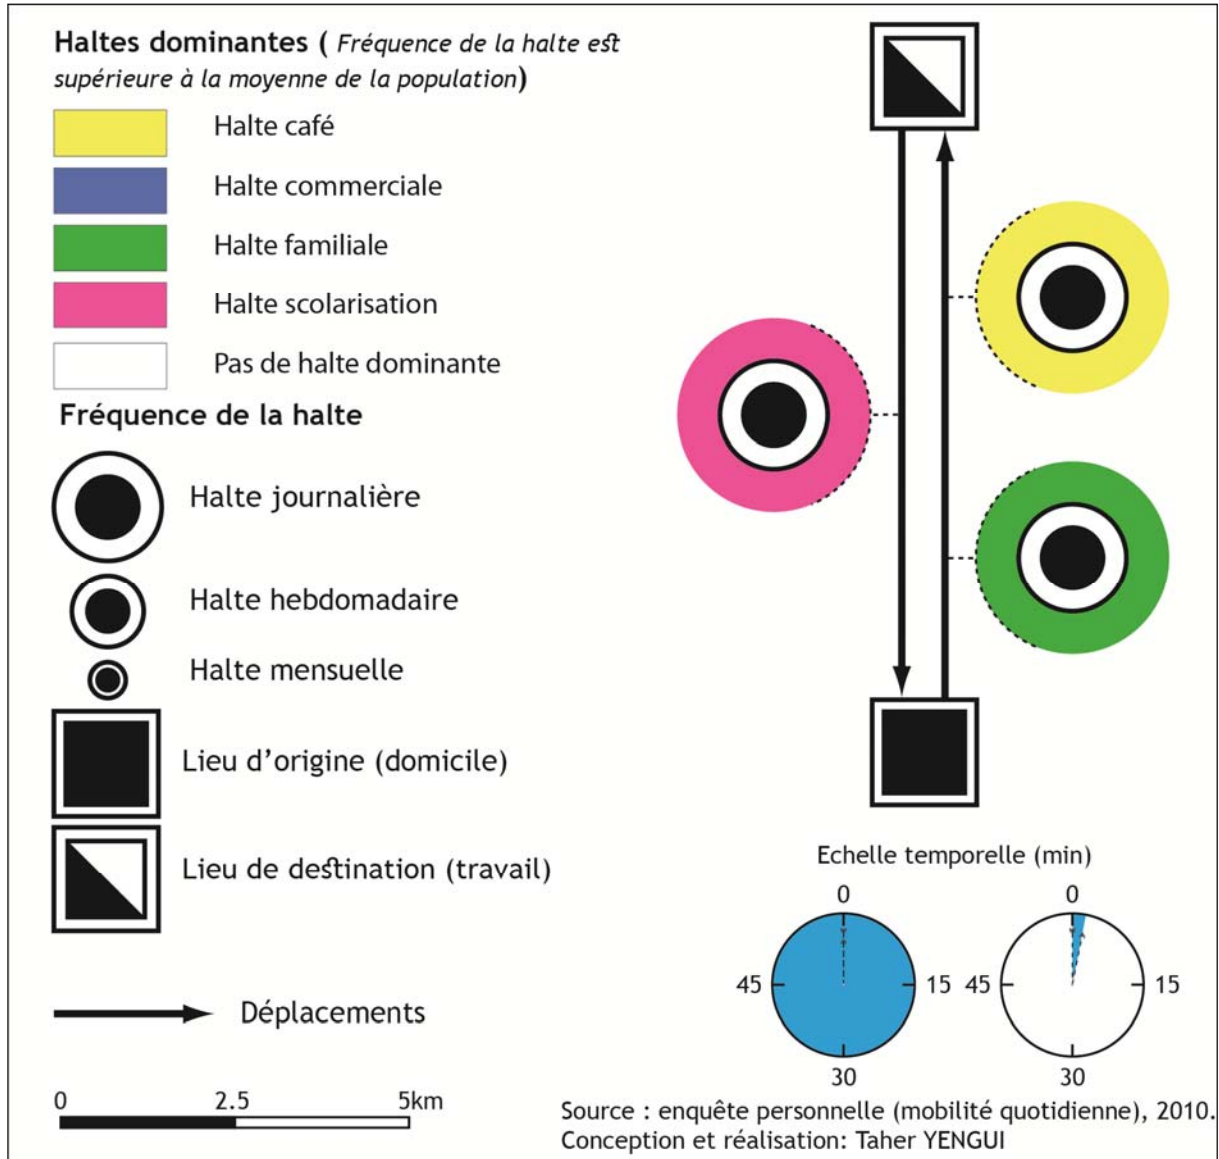 Haltes dominantes ( Fréquence de la halte est
supérieure à la moyenne de la population)
Halte café
Halte commerciale
Halte familiale
Halte scolarisation
Pas de halte dominante
Fréquence de la halte
Halte journalière
Halte hebdomadaire
Halte mensuelle
Lieu d'origine (domicile)
Lieu de destination (travail)
Déplacements
0 2.5 5km
Echelle temporelle (min)
0 0
45 15 45 15
30 30
Source : enquête personnelle (mobilité quotidienne), 2010.
Conception et réalisation: Taher YENGUI